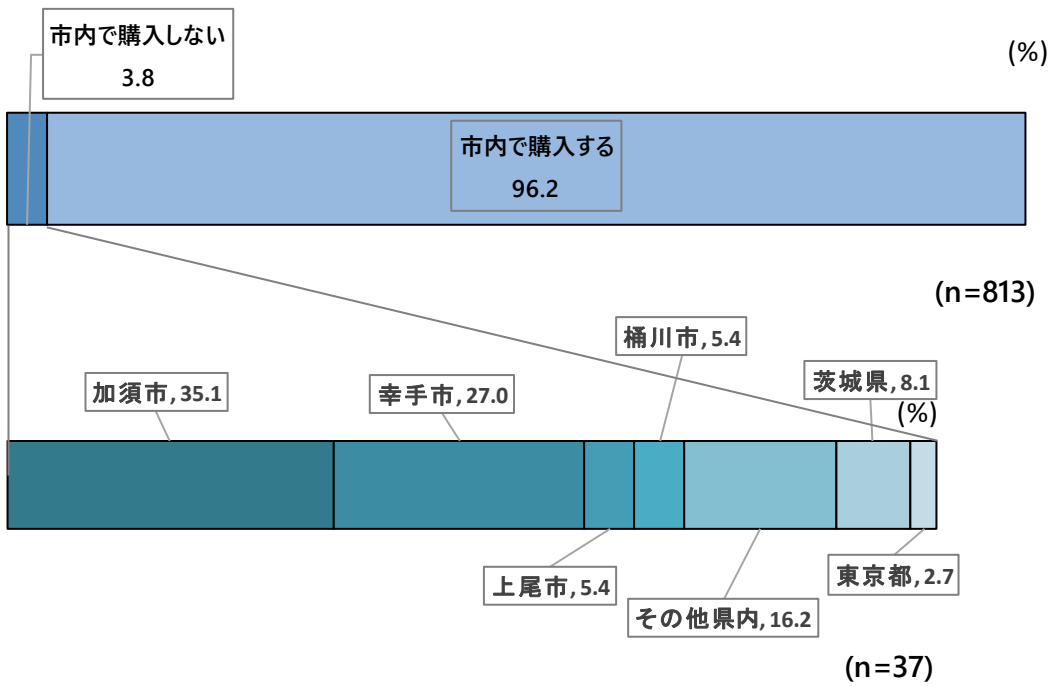 市内で購入しない
3.8
(%)
市内で購入する
96.2
(n=813)
桶川市, 5.4
加須市, 35.1
幸手市, 27.0
茨城県, 8.1
(%)
上尾市, 5.4
東京都, 2.7
その他県内, 16.2
(n=37)